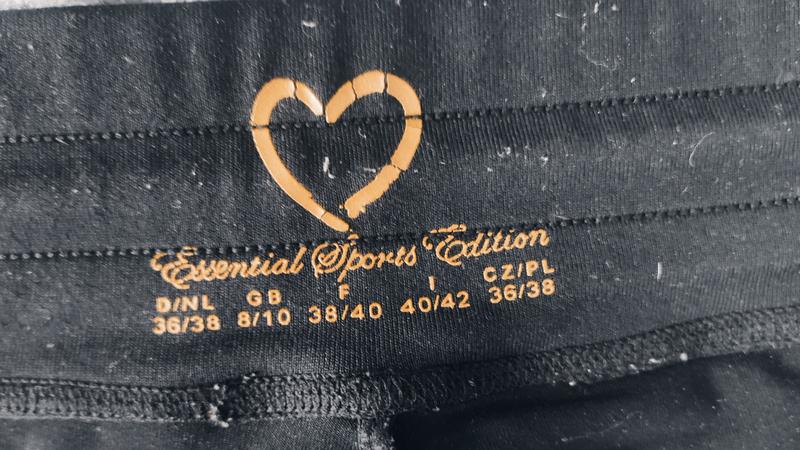 Essential Sports Edition
D/NL GB F I CZ/PL
36/38 8/10 38/40 40/42 36/38